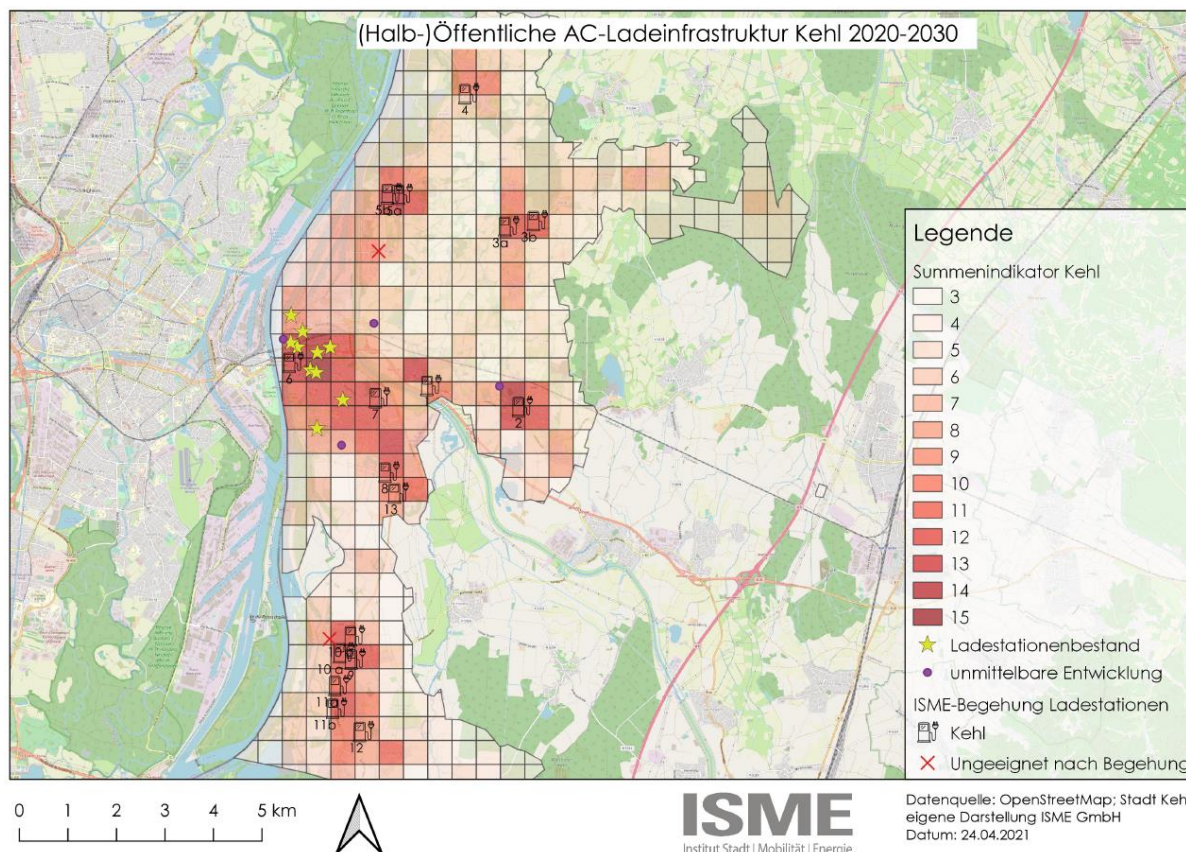 (Halb-)Öffentliche AC-Ladeinfrastruktur Kehl 2020-2030
4
5b
5a
3a
3b
6
7
2
8
13
10
10 a
9
11
11b
12
Legende
Summenindikator Kehl
3
4
5
6
7
8
9
10
11
12
13
14
15
Ladestationenbestand
unmittelbare Entwicklung
ISME-Begehung Ladestationen
Kehl
Ungeeignet nach Begehung
0 1 2 3 4 5 km
ISME
Institut Stadt | Mobilität | Energie
Datenquelle: OpenStreetMap; Stadt Keh
eigene Darstellung ISME GmbH
Datum: 24.04.2021